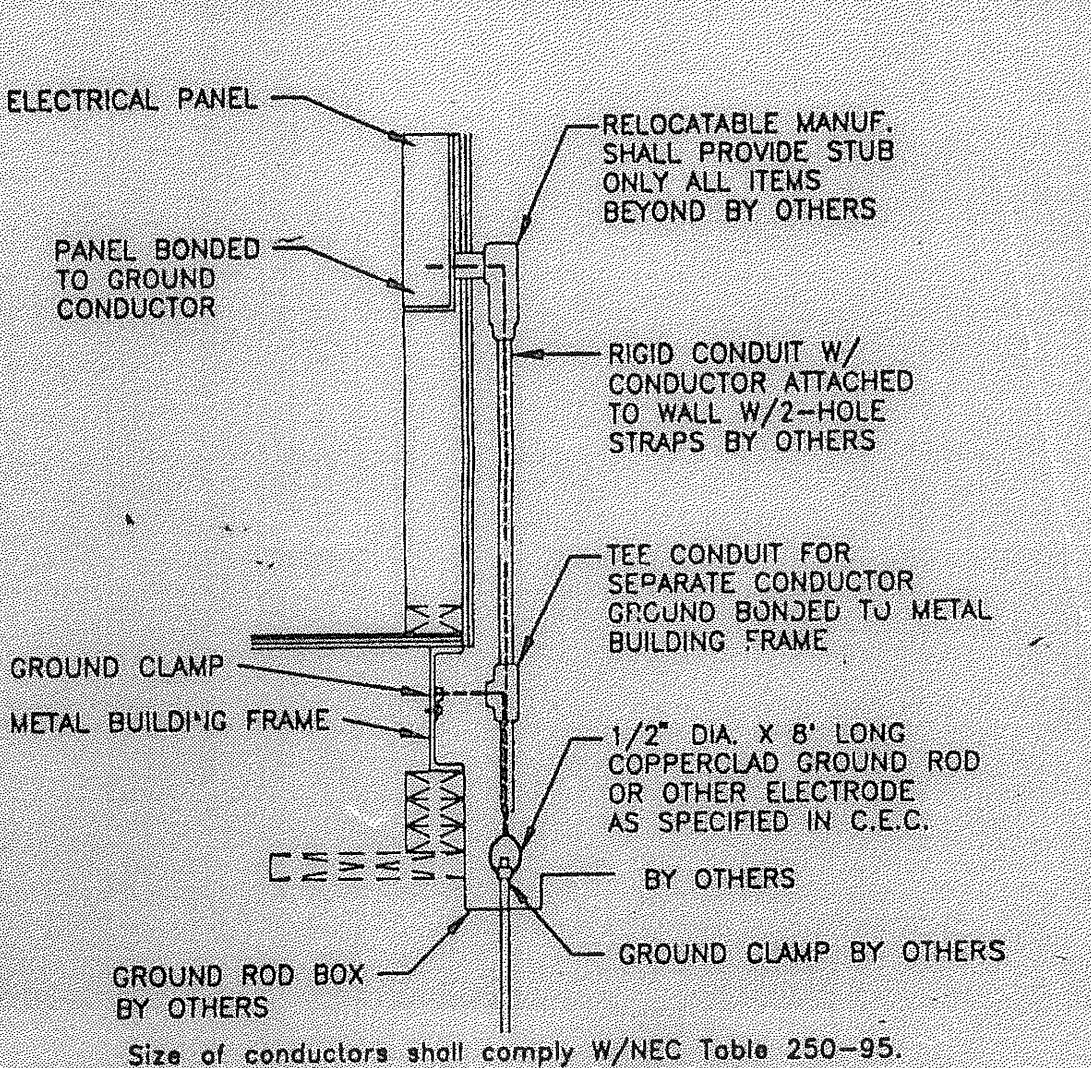 ELECTRICAL PANEL
RELOCATABLE MANUF.
SHALL PROVIDE STUB
ONLY ALL ITEMS
BEYOND BY OTHERS
PANEL BONDED
TO GROUND
CONDUCTOR
RIGID CONDUIT W/
CONDUCTOR ATTACHED
TO WALL W/2-HOLE
STRAPS BY OTHERS
TEE CONDUIT FOR
SEPARATE CONDUCTOR
GROUND BONDED TO METAL
BUILDING FRAME
GROUND CLAMP
METAL BUILDING FRAME
1/2" DIA. X 8' LONG
COPPERCLAD GROUND ROD
OR OTHER ELECTRODE
AS SPECIFIED IN C.E.C.
BY OTHERS
GROUND CLAMP BY OTHERS
GROUND ROD BOX
BY OTHERS
Size of conductors shall comply W/NEC Table 250-95.